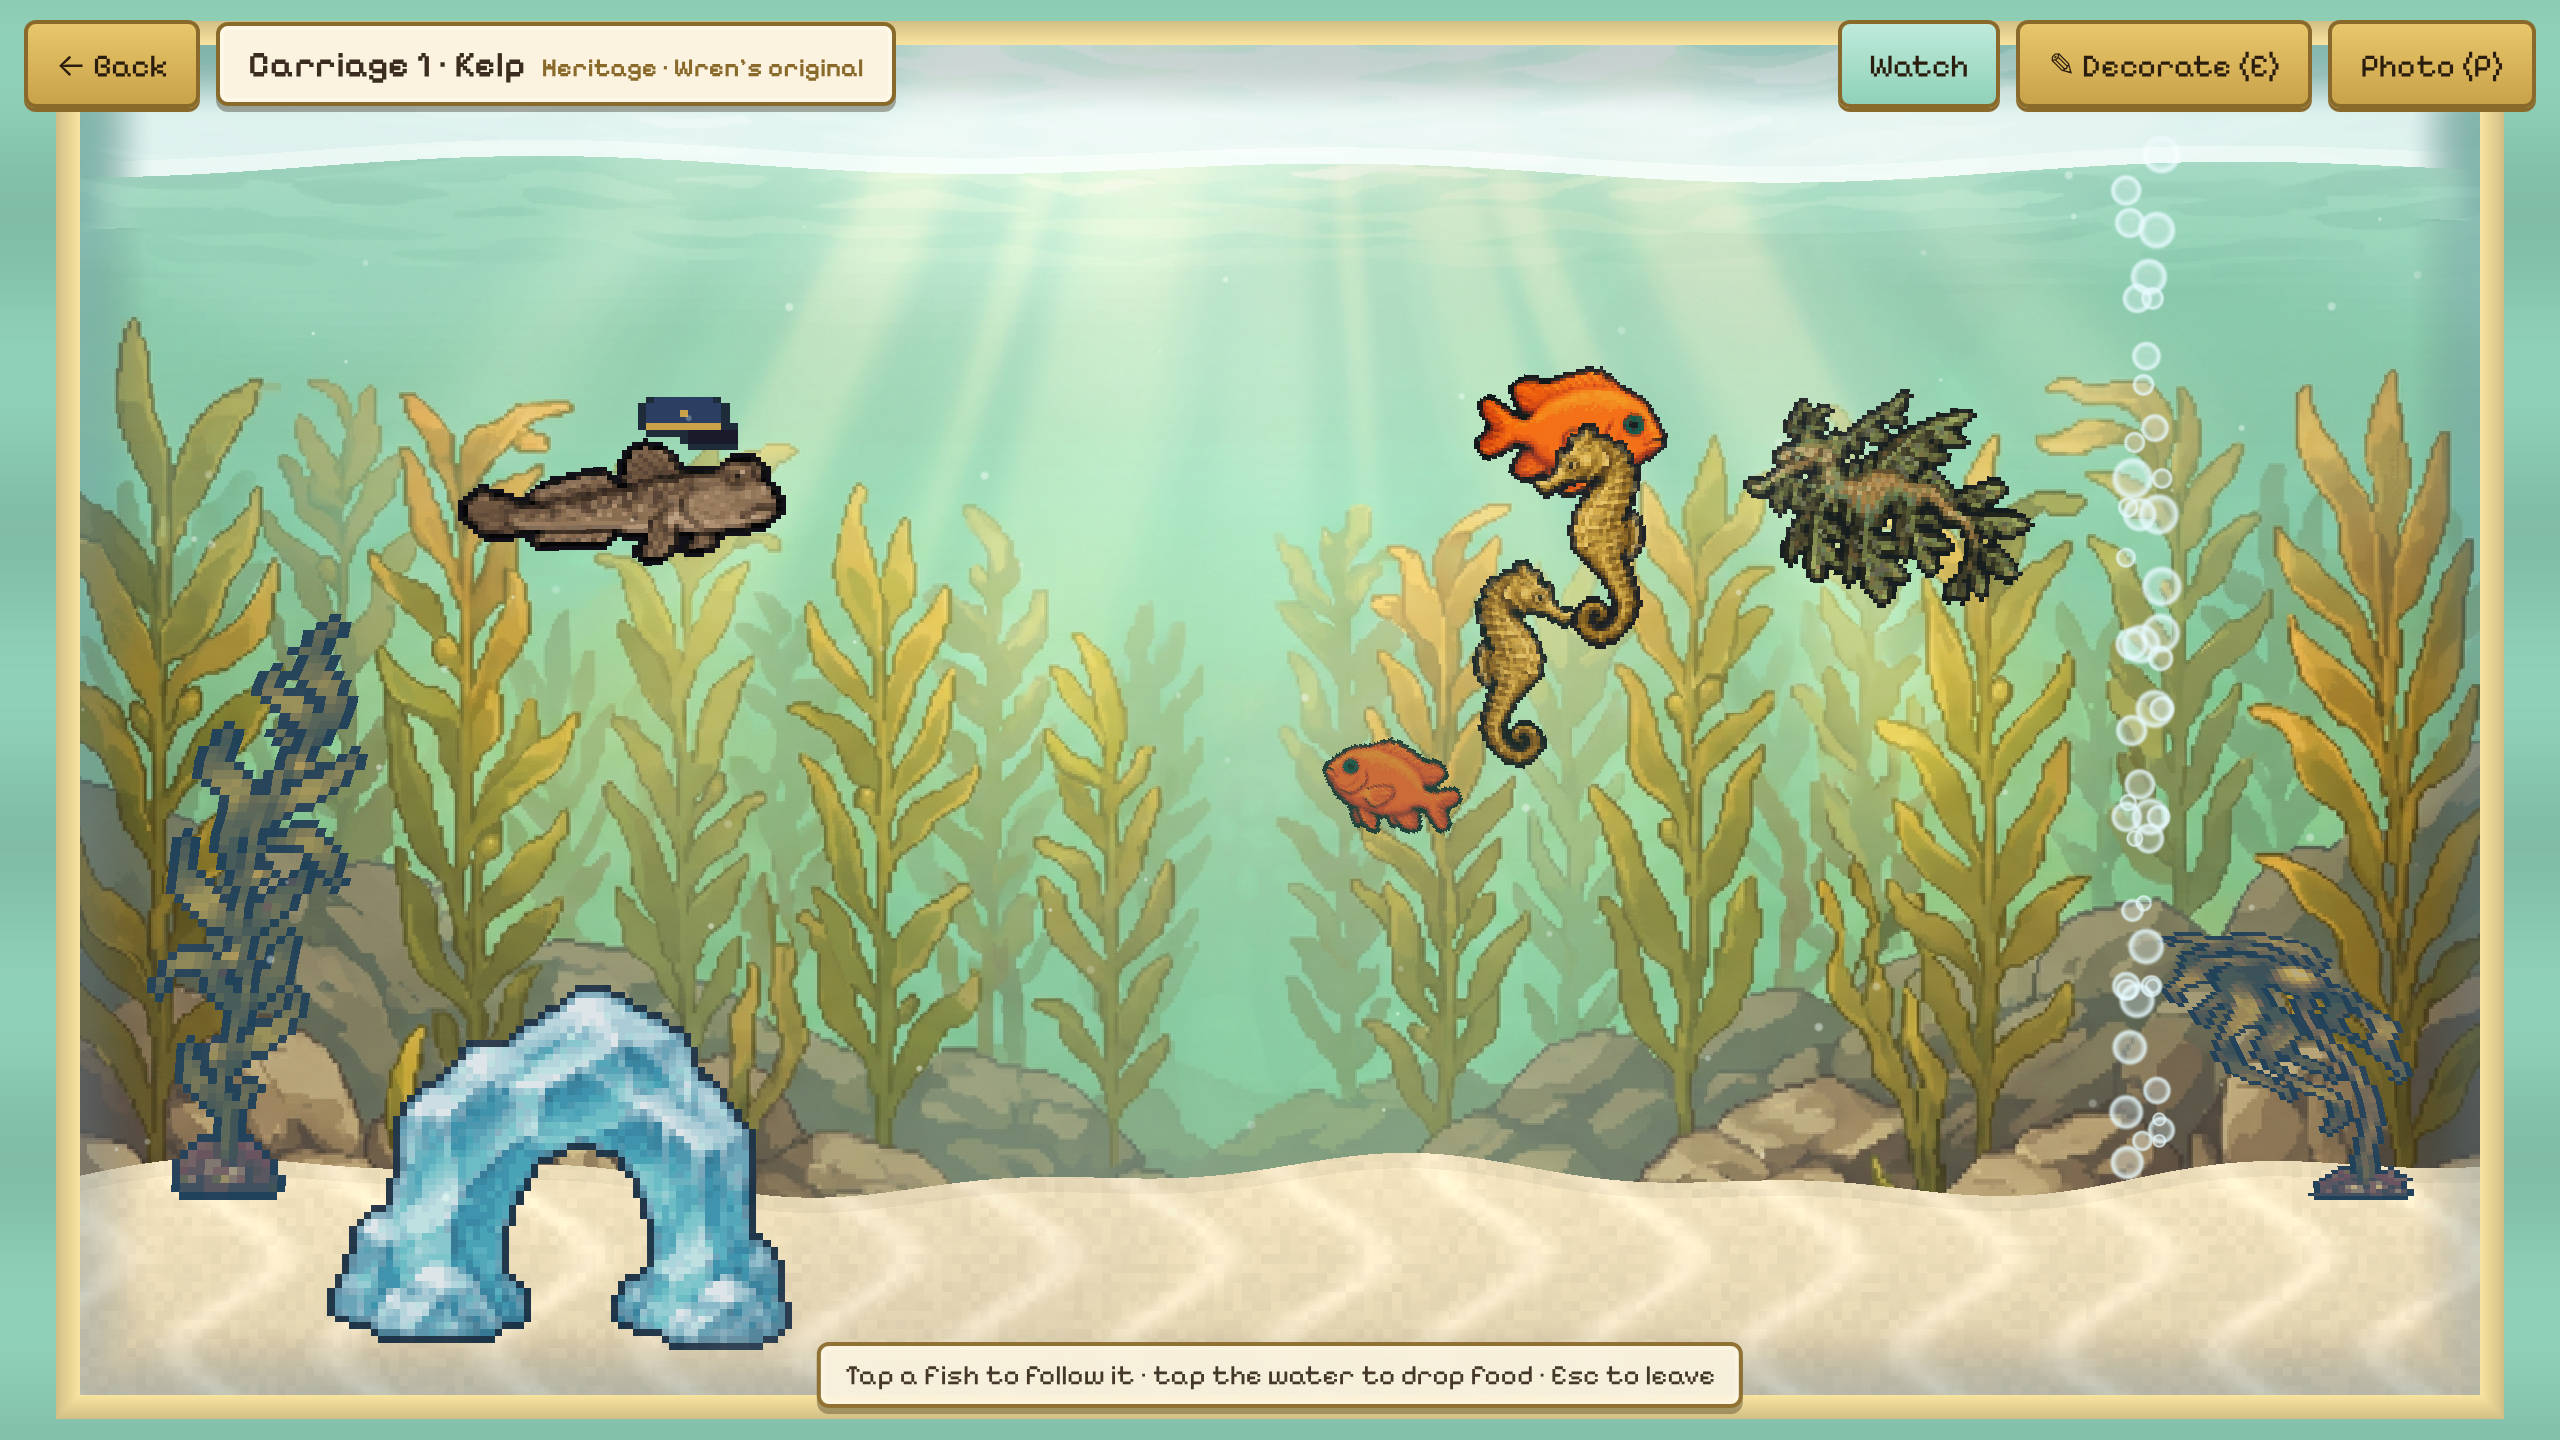 ← Back
Carriage 1 · Kelp Heritage · Wren's original
Watch
✎ Decorate (E)
Photo (P)
Tap a fish to follow it · tap the water to drop food · Esc to leave